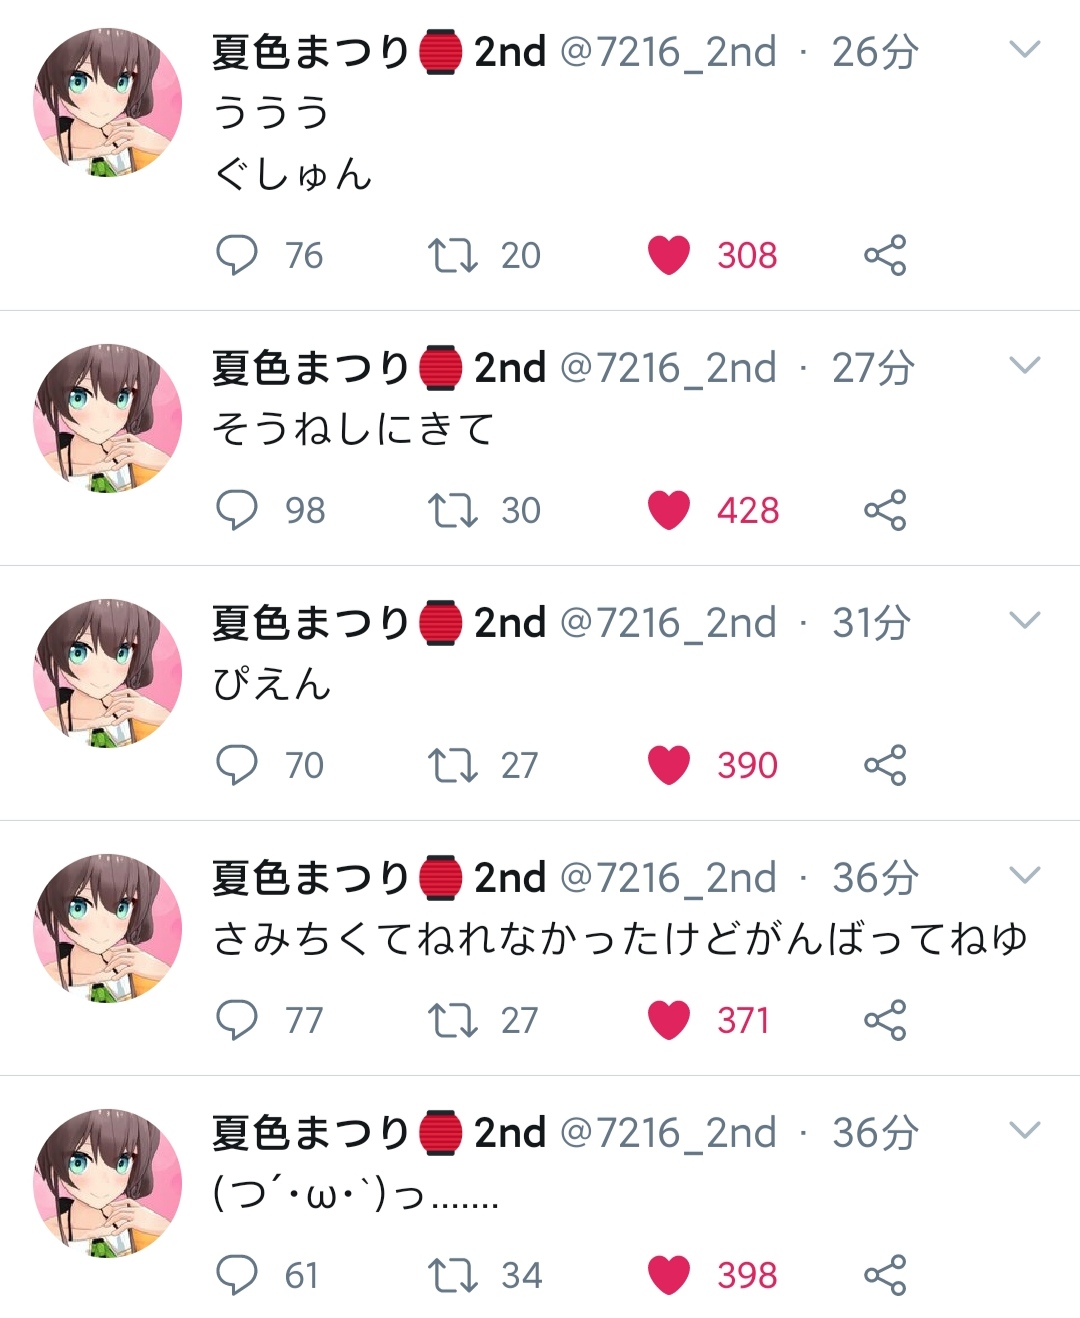 夏色まつり🏮2nd @7216_2nd · 26分
ううう
ぐしゅん
76 20 308
夏色まつり🏮2nd @7216_2nd · 27分
そうねしにきて
98 30 428
夏色まつり🏮2nd @7216_2nd · 31分
ぴえん
70 27 390
夏色まつり🏮2nd @7216_2nd · 36分
さみちくてねれなかったけどがんばってねゆ
77 27 371
夏色まつり🏮2nd @7216_2nd · 36分
(つ´･ω･`)っ.......
61 34 398